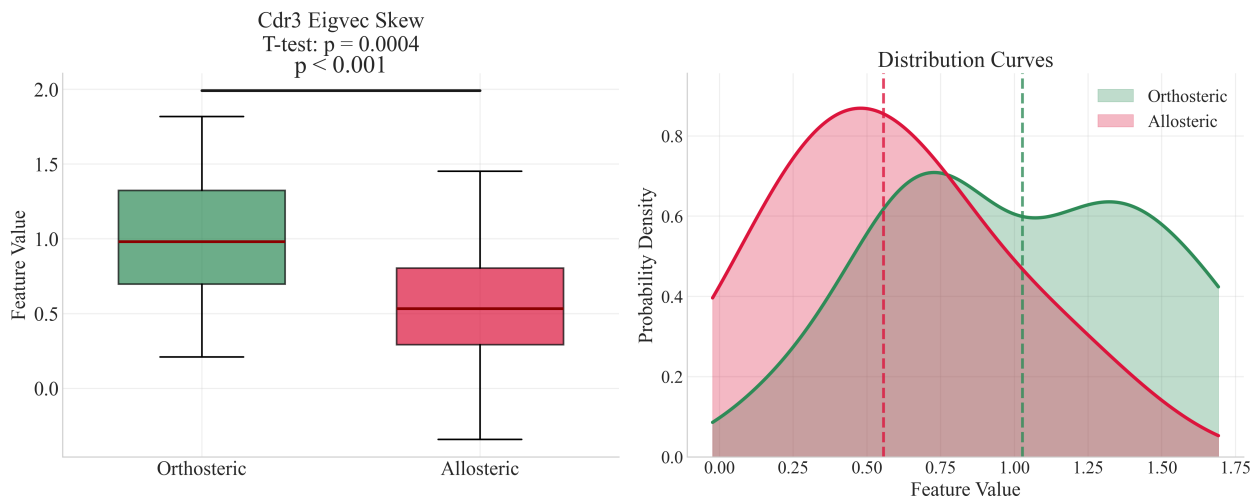 Cdr3 Eigvec Skew
T-test: p = 0.0004
p < 0.001
Feature Value
2.0
1.5
1.0
0.5
0.0
Orthosteric
Allosteric
Distribution Curves
Orthosteric
Allosteric
Probability Density
0.8
0.6
0.4
0.2
0.0
0.00
0.25
0.50
0.75
1.00
1.25
1.50
1.75
Feature Value